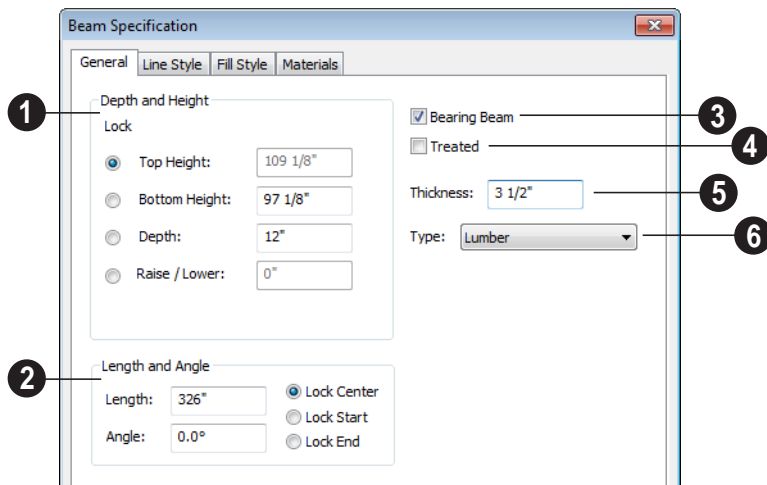 Beam Specification
General Line Style Fill Style Materials
1
Depth and Height
Lock
Top Height: 109 1/8"
Bottom Height: 97 1/8"
Depth: 12"
Raise / Lower: 0"
2
Length and Angle
Length: 326"
Angle: 0.0°
Lock Center
Lock Start
Lock End
Bearing Beam 3
Treated 4
Thickness: 3 1/2" 5
Type: Lumber 6